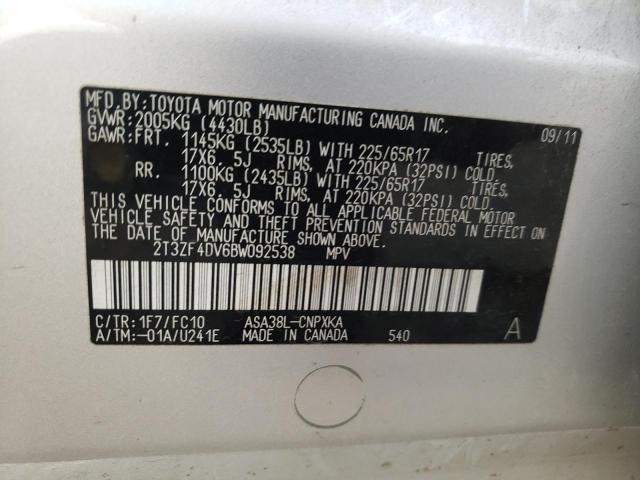 MFD.BY:TOYOTA MOTOR MANUFACTURING CANADA INC.
GVWR:2005KG (4430LB) 09/11
GAWR:FRT. 1145KG (2535LB) WITH 225/65R17 TIRES,
17X6. 5J RIMS, AT 220KPA (32PSI) COLD.
RR. 1100KG (2435LB) WITH 225/65R17 TIRES,
17X6. 5J RIMS, AT 220KPA (32PSI) COLD.
THIS VEHICLE CONFORMS TO ALL APPLICABLE FEDERAL MOTOR
VEHICLE SAFETY AND THEFT PREVENTION STANDARDS IN EFFECT ON
THE DATE OF MANUFACTURE SHOWN ABOVE.
2T3ZF4DV6BW092538 MPV
C/TR:1F7/FC10 ASA38L-CNPXKA
A/TM:-01A/U241E MADE IN CANADA 540 A